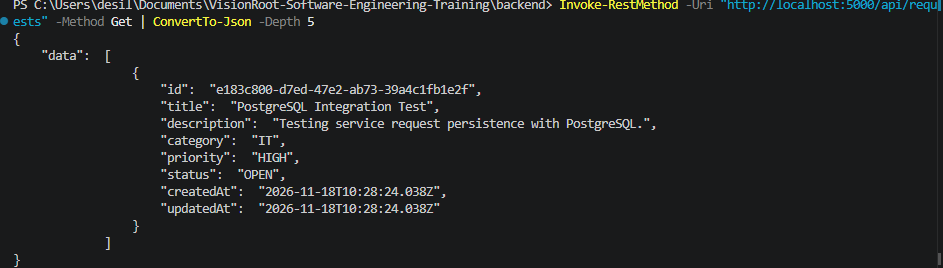 PS C:\Users\desil\Documents\VisionRoot-Software-Engineering-Training\backend> Invoke-RestMethod -Uri "http://localhost:5000/api/requ
ests" -Method Get | ConvertTo-Json -Depth 5
{
    "data":  [
                 {
                     "id":  "e183c800-d7ed-47e2-ab73-39a4c1fb1e2f",
                     "title":  "PostgreSQL Integration Test",
                     "description":  "Testing service request persistence with PostgreSQL.",
                     "category":  "IT",
                     "priority":  "HIGH",
                     "status":  "OPEN",
                     "createdAt":  "2026-11-18T10:28:24.038Z",
                     "updatedAt":  "2026-11-18T10:28:24.038Z"
                 }
             ]
}